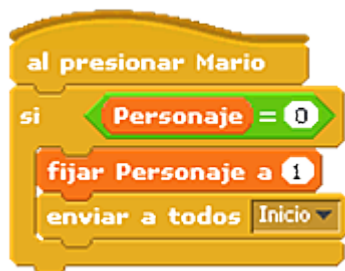 al presionar Mario
si Personaje = 0
fijar Personaje a 1
enviar a todos Inicio